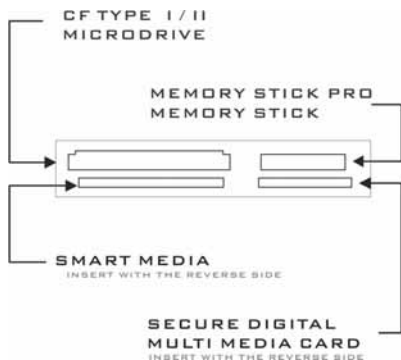 CF TYPE I / II
MICRODRIVE
MEMORY STICK PRO
MEMORY STICK
SMART MEDIA
INSERT WITH THE REVERSE SIDE
SECURE DIGITAL
MULTI MEDIA CARD
INSERT WITH THE REVERSE SIDE